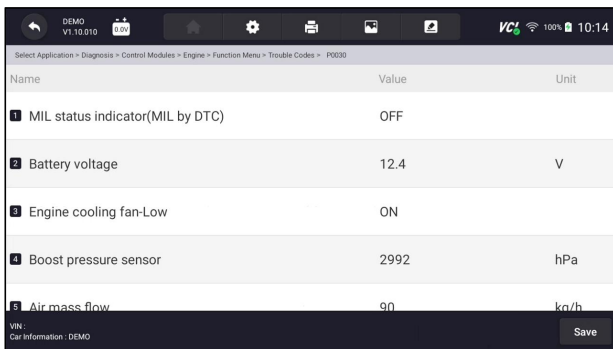 DEMO
V1.10.010
0.0V
VCI 100% 10:14
Select Application > Diagnosis > Control Modules > Engine > Function Menu > Trouble Codes > P0030
Name Value Unit
1 MIL status indicator(MIL by DTC) OFF
2 Battery voltage 12.4 V
3 Engine cooling fan-Low ON
4 Boost pressure sensor 2992 hPa
5 Air mass flow 90 kg/h
VIN :
Car Information : DEMO
Save